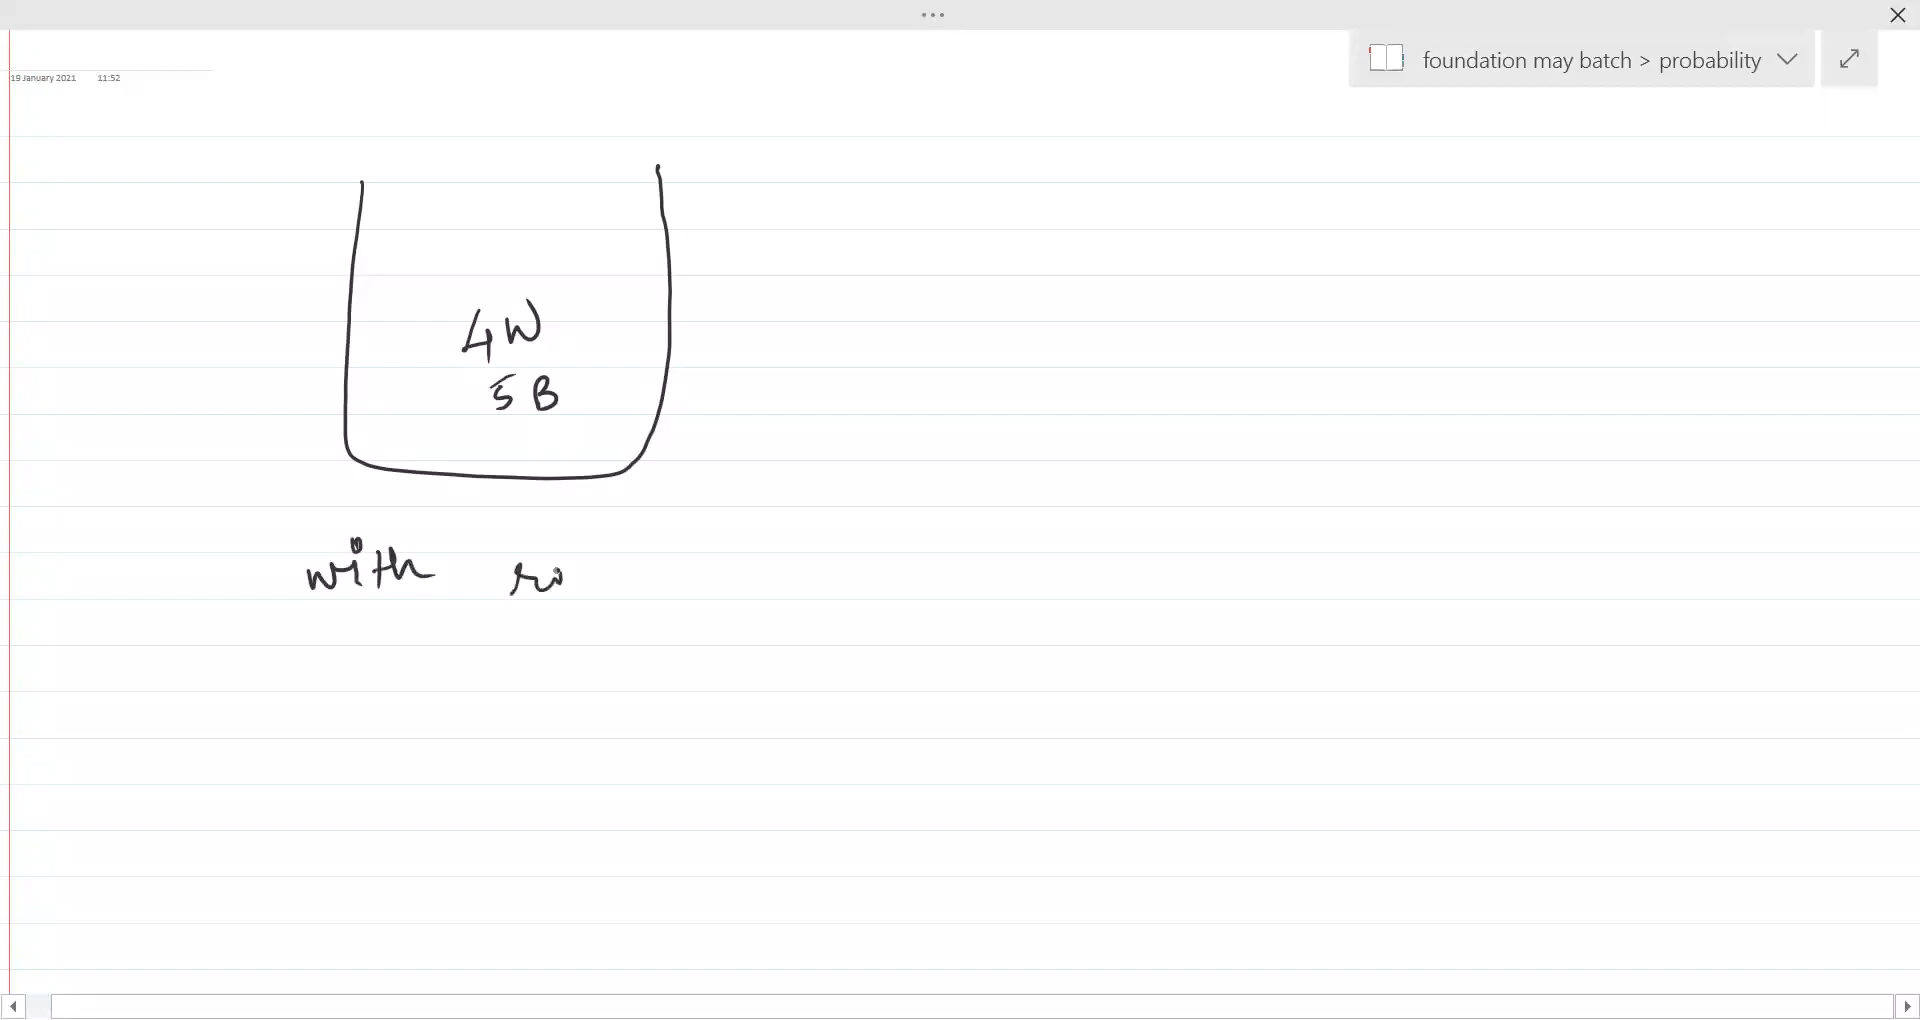 foundation may batch > probability
19 January 2021 11:52
4W
5B
with